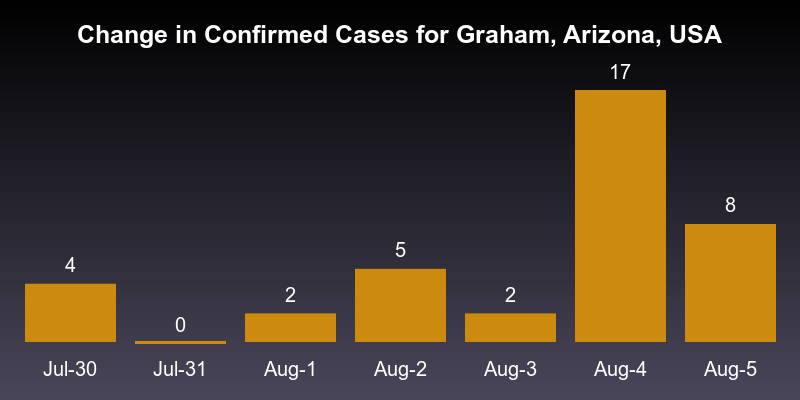 Change in Confirmed Cases for Graham, Arizona, USA
4
0
2
5
2
17
8
Jul-30
Jul-31
Aug-1
Aug-2
Aug-3
Aug-4
Aug-5